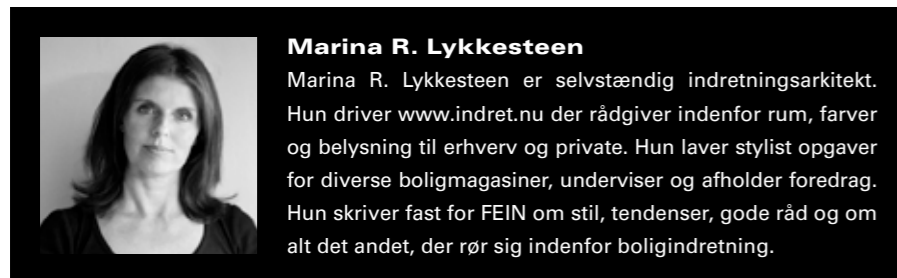 Marina R. Lykkesteen
Marina R. Lykkesteen er selvstændig indretningsarkitekt.
Hun driver www.indret.nu der rådgiver indenfor rum, farver
og belysning til erhverv og private. Hun laver stylist opgaver
for diverse boligmagasiner, underviser og afholder foredrag.
Hun skriver fast for FEIN om stil, tendenser, gode råd og om
alt det andet, der rør sig indenfor boligindretning.